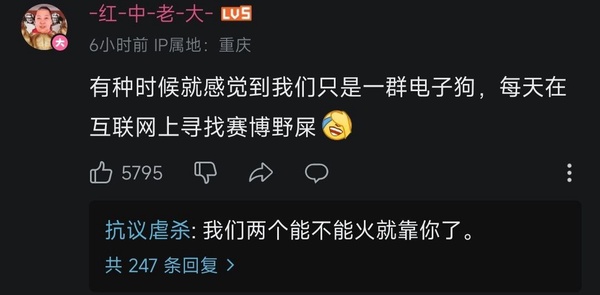 -红-中-老-大- LV5
6小时前 IP属地：重庆
大
有种时候就感觉到我们只是一群电子狗，每天在
互联网上寻找赛博野屎
5795
抗议虐杀: 我们两个能不能火就靠你了。
共 247 条回复 >